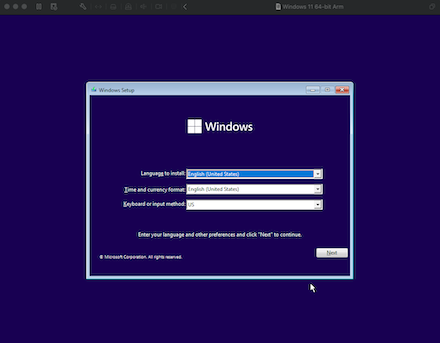 Windows 11 64-bit Arm
Windows Setup
Windows
Language to install: English (United States)
Time and currency format: English (United States)
Keyboard or input method: US
Enter your language and other preferences and click "Next" to continue.
© Microsoft Corporation. All rights reserved.
Next